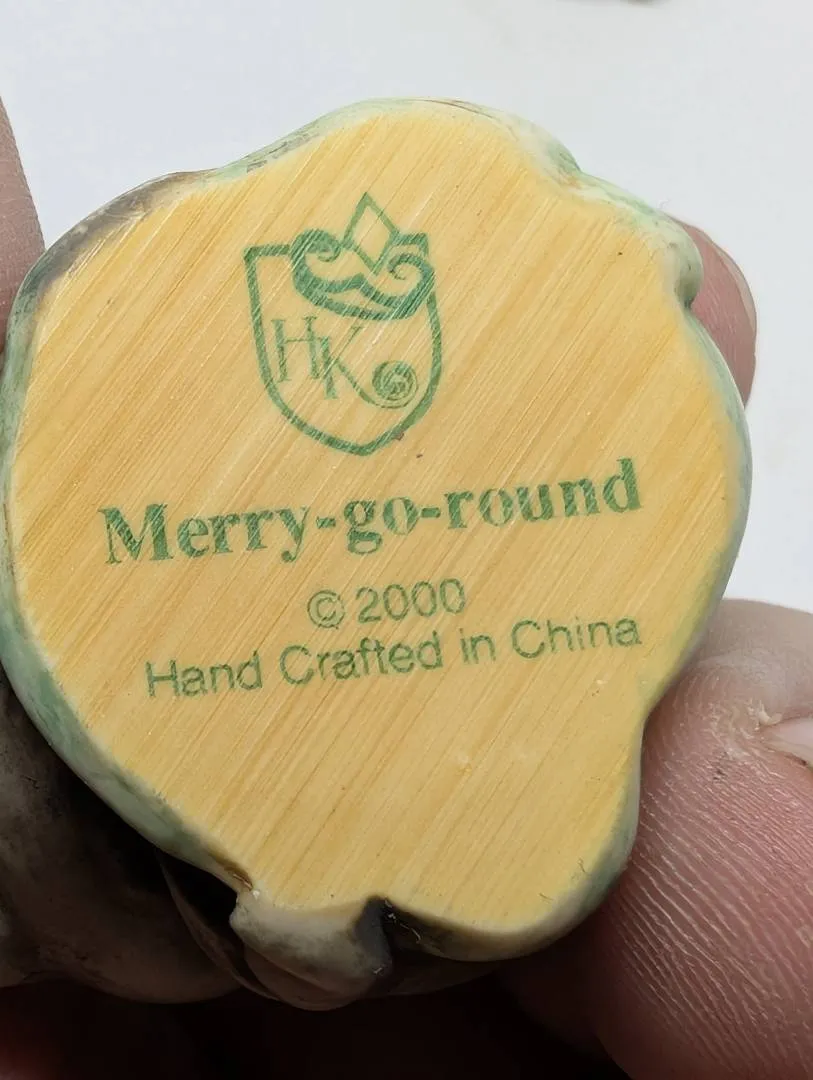 HK
Merry-go-round
© 2000
Hand Crafted in China